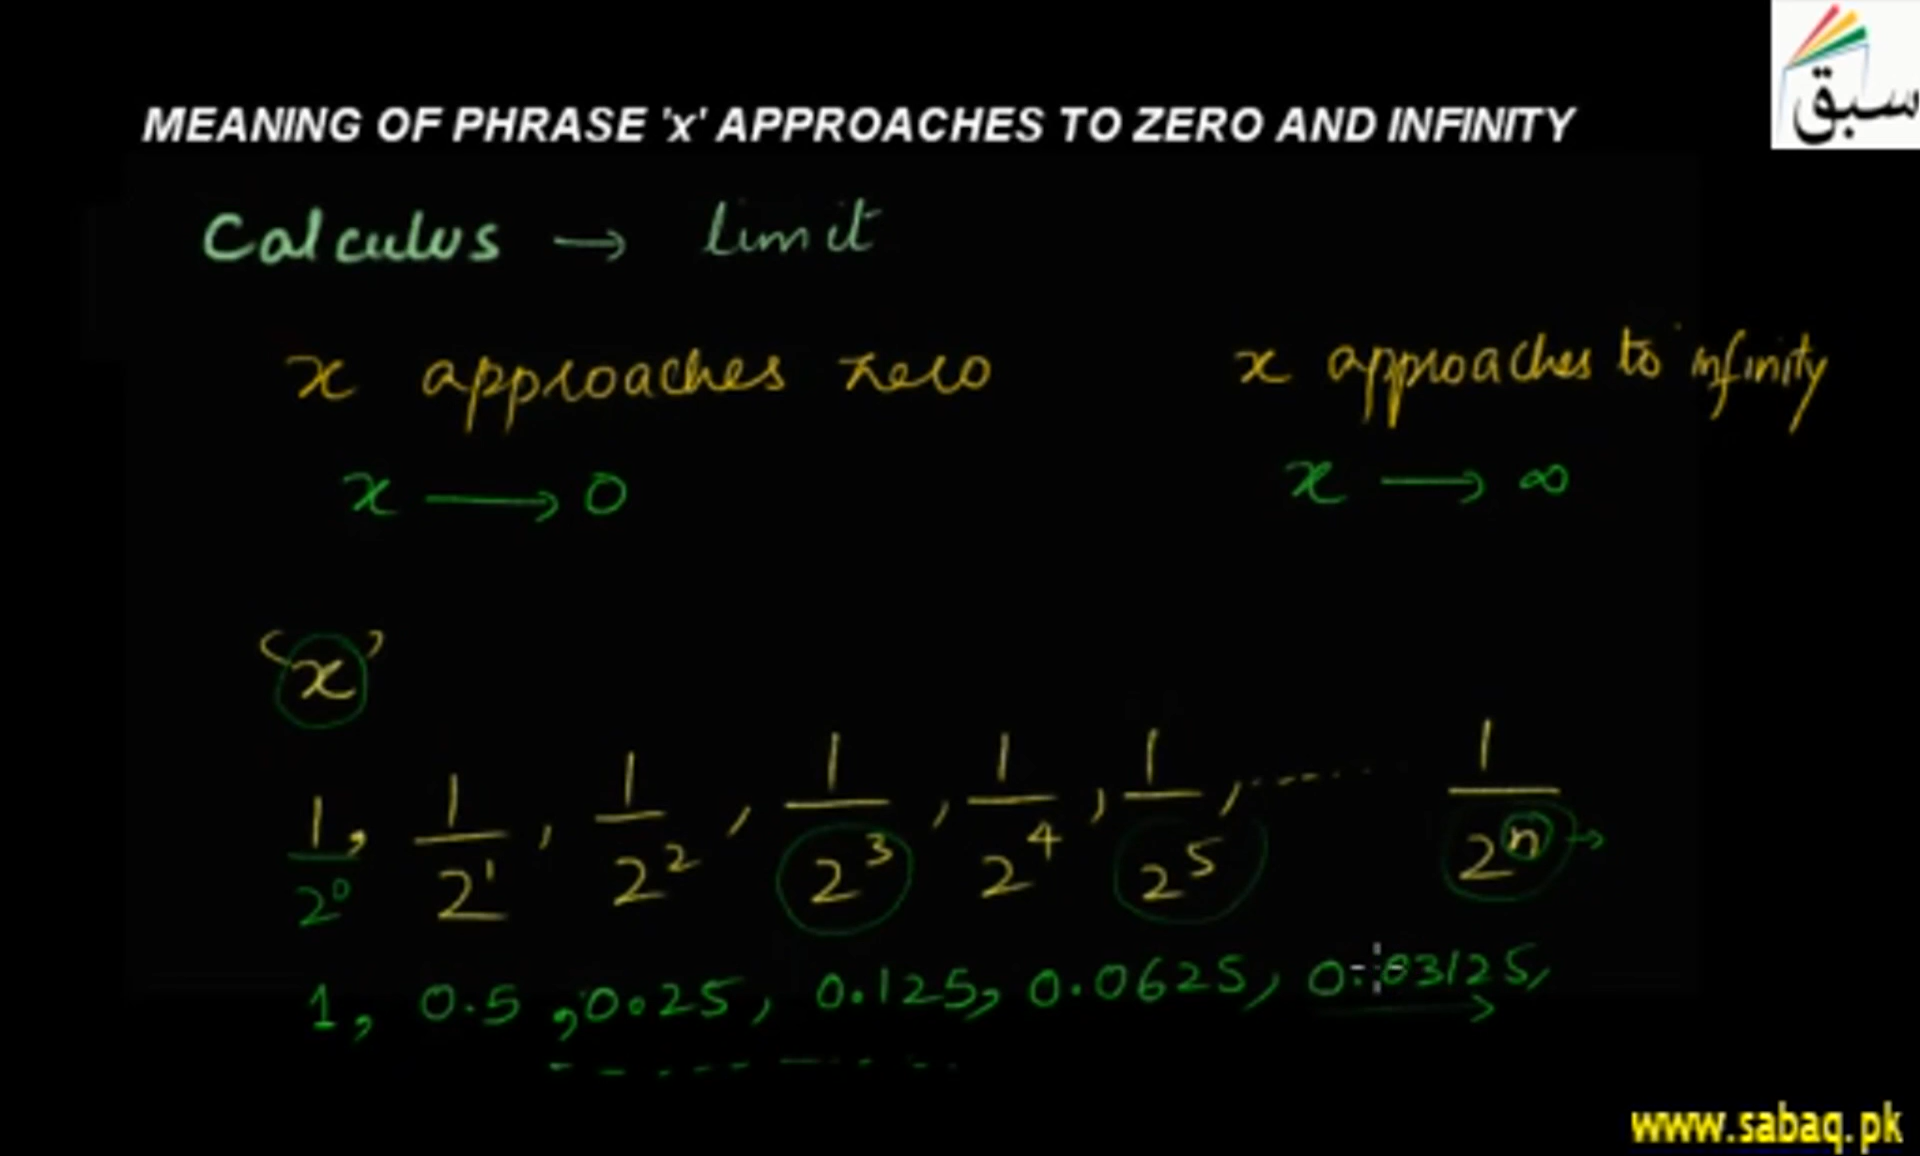 سبق
MEANING OF PHRASE 'x' APPROACHES TO ZERO AND INFINITY
Calculus → limit
x approaches zero
x approaches to infinity
x → 0
x → ∞
'x'
1/2⁰, 1/2¹, 1/2², 1/2³, 1/2⁴, 1/2⁵, ------ 1/2ⁿ →
1, 0.5, 0.25, 0.125, 0.0625, 0.03125,
www.sabaq.pk